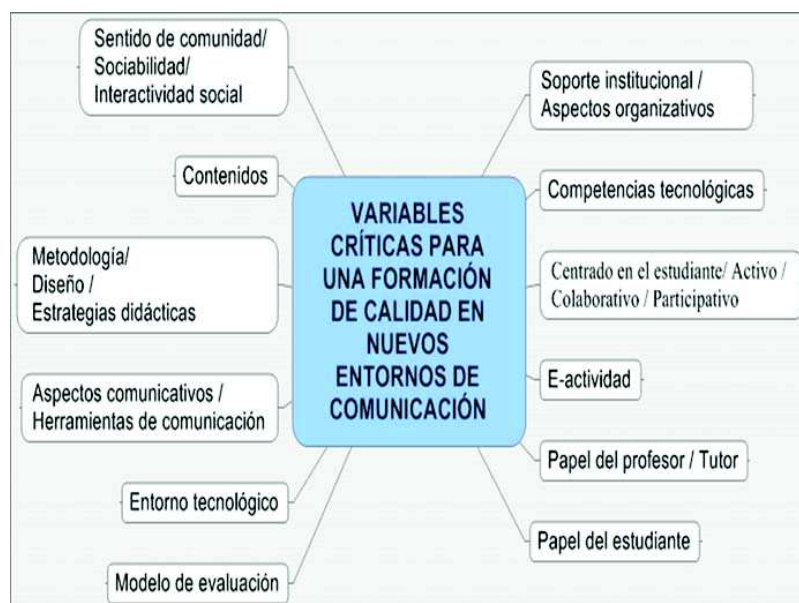 Sentido de comunidad/
Sociabilidad/
Interactividad social
Contenidos
Metodología/
Diseño /
Estrategias didácticas
Aspectos comunicativos /
Herramientas de comunicación
Entorno tecnológico
Modelo de evaluación
VARIABLES
CRÍTICAS PARA
UNA FORMACIÓN
DE CALIDAD EN
NUEVOS
ENTORNOS DE
COMUNICACIÓN
Soporte institucional /
Aspectos organizativos
Competencias tecnológicas
Centrado en el estudiante/ Activo /
Colaborativo / Participativo
E-actividad
Papel del profesor / Tutor
Papel del estudiante